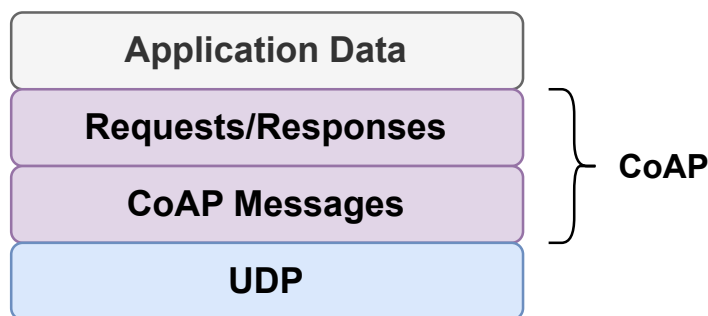 Application Data
Requests/Responses
CoAP Messages
CoAP
UDP